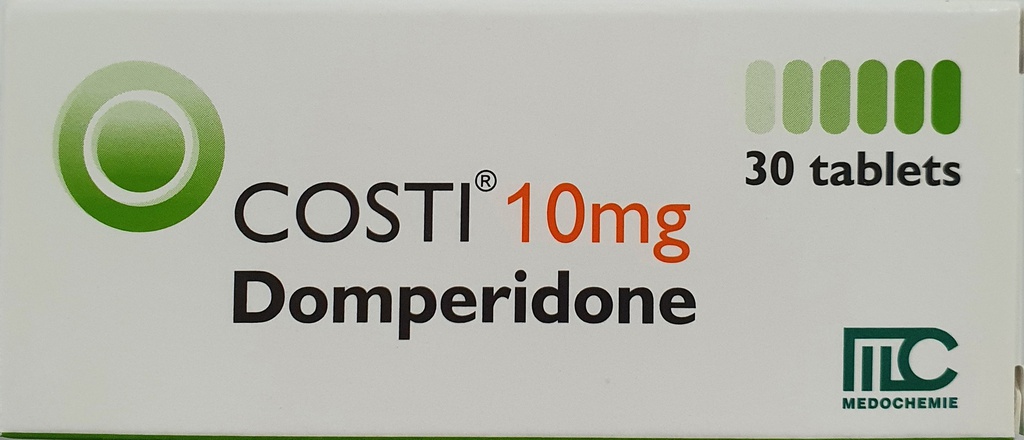 COSTI® 10mg
Domperidone
30 tablets
MC
MEDOCHEMIE